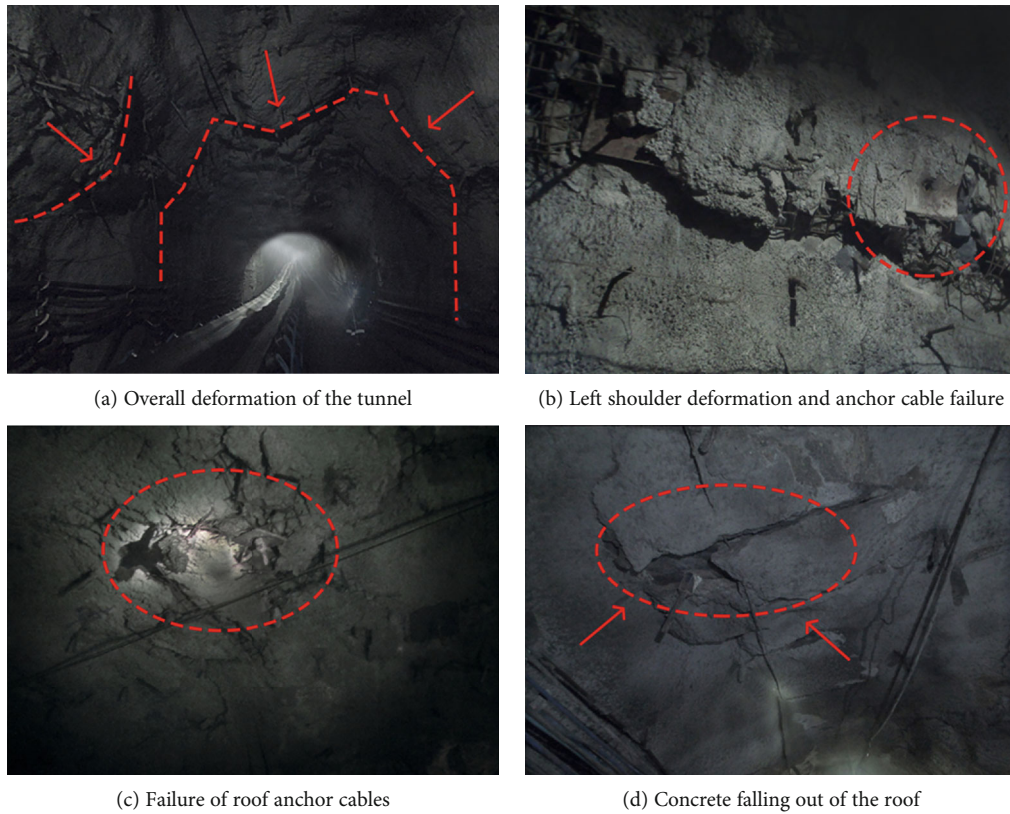 (a) Overall deformation of the tunnel
(b) Left shoulder deformation and anchor cable failure
(c) Failure of roof anchor cables
(d) Concrete falling out of the roof